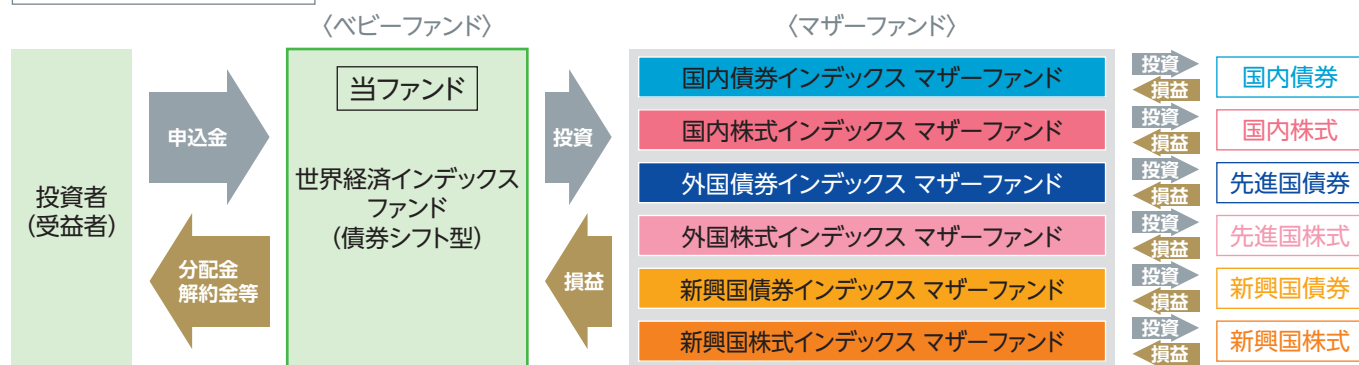 〈ベビーファンド〉
〈マザーファンド〉
投資者
(受益者)
申込金
分配金
解約金等
当ファンド
世界経済インデックス
ファンド
(債券シフト型)
投資
損益
国内債券インデックス マザーファンド
投資
損益
国内債券
国内株式インデックス マザーファンド
投資
損益
国内株式
外国債券インデックス マザーファンド
投資
損益
先進国債券
外国株式インデックス マザーファンド
投資
損益
先進国株式
新興国債券インデックス マザーファンド
投資
損益
新興国債券
新興国株式インデックス マザーファンド
投資
損益
新興国株式